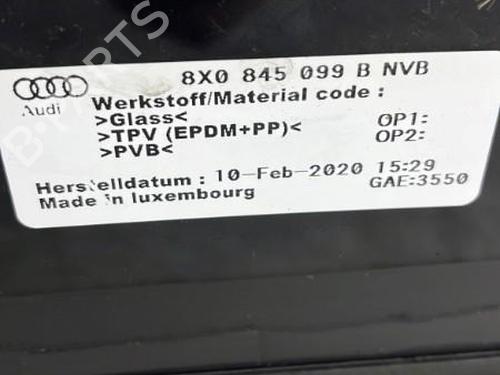 8X0 845 099 B NVB
Audi
Werkstoff/Material code :
>Glass< OP1:
>TPV (EPDM+PP)< OP2:
>PVB<
Herstelldatum : 10-Feb-2020 15:29
Made in luxembourg GAE:3550